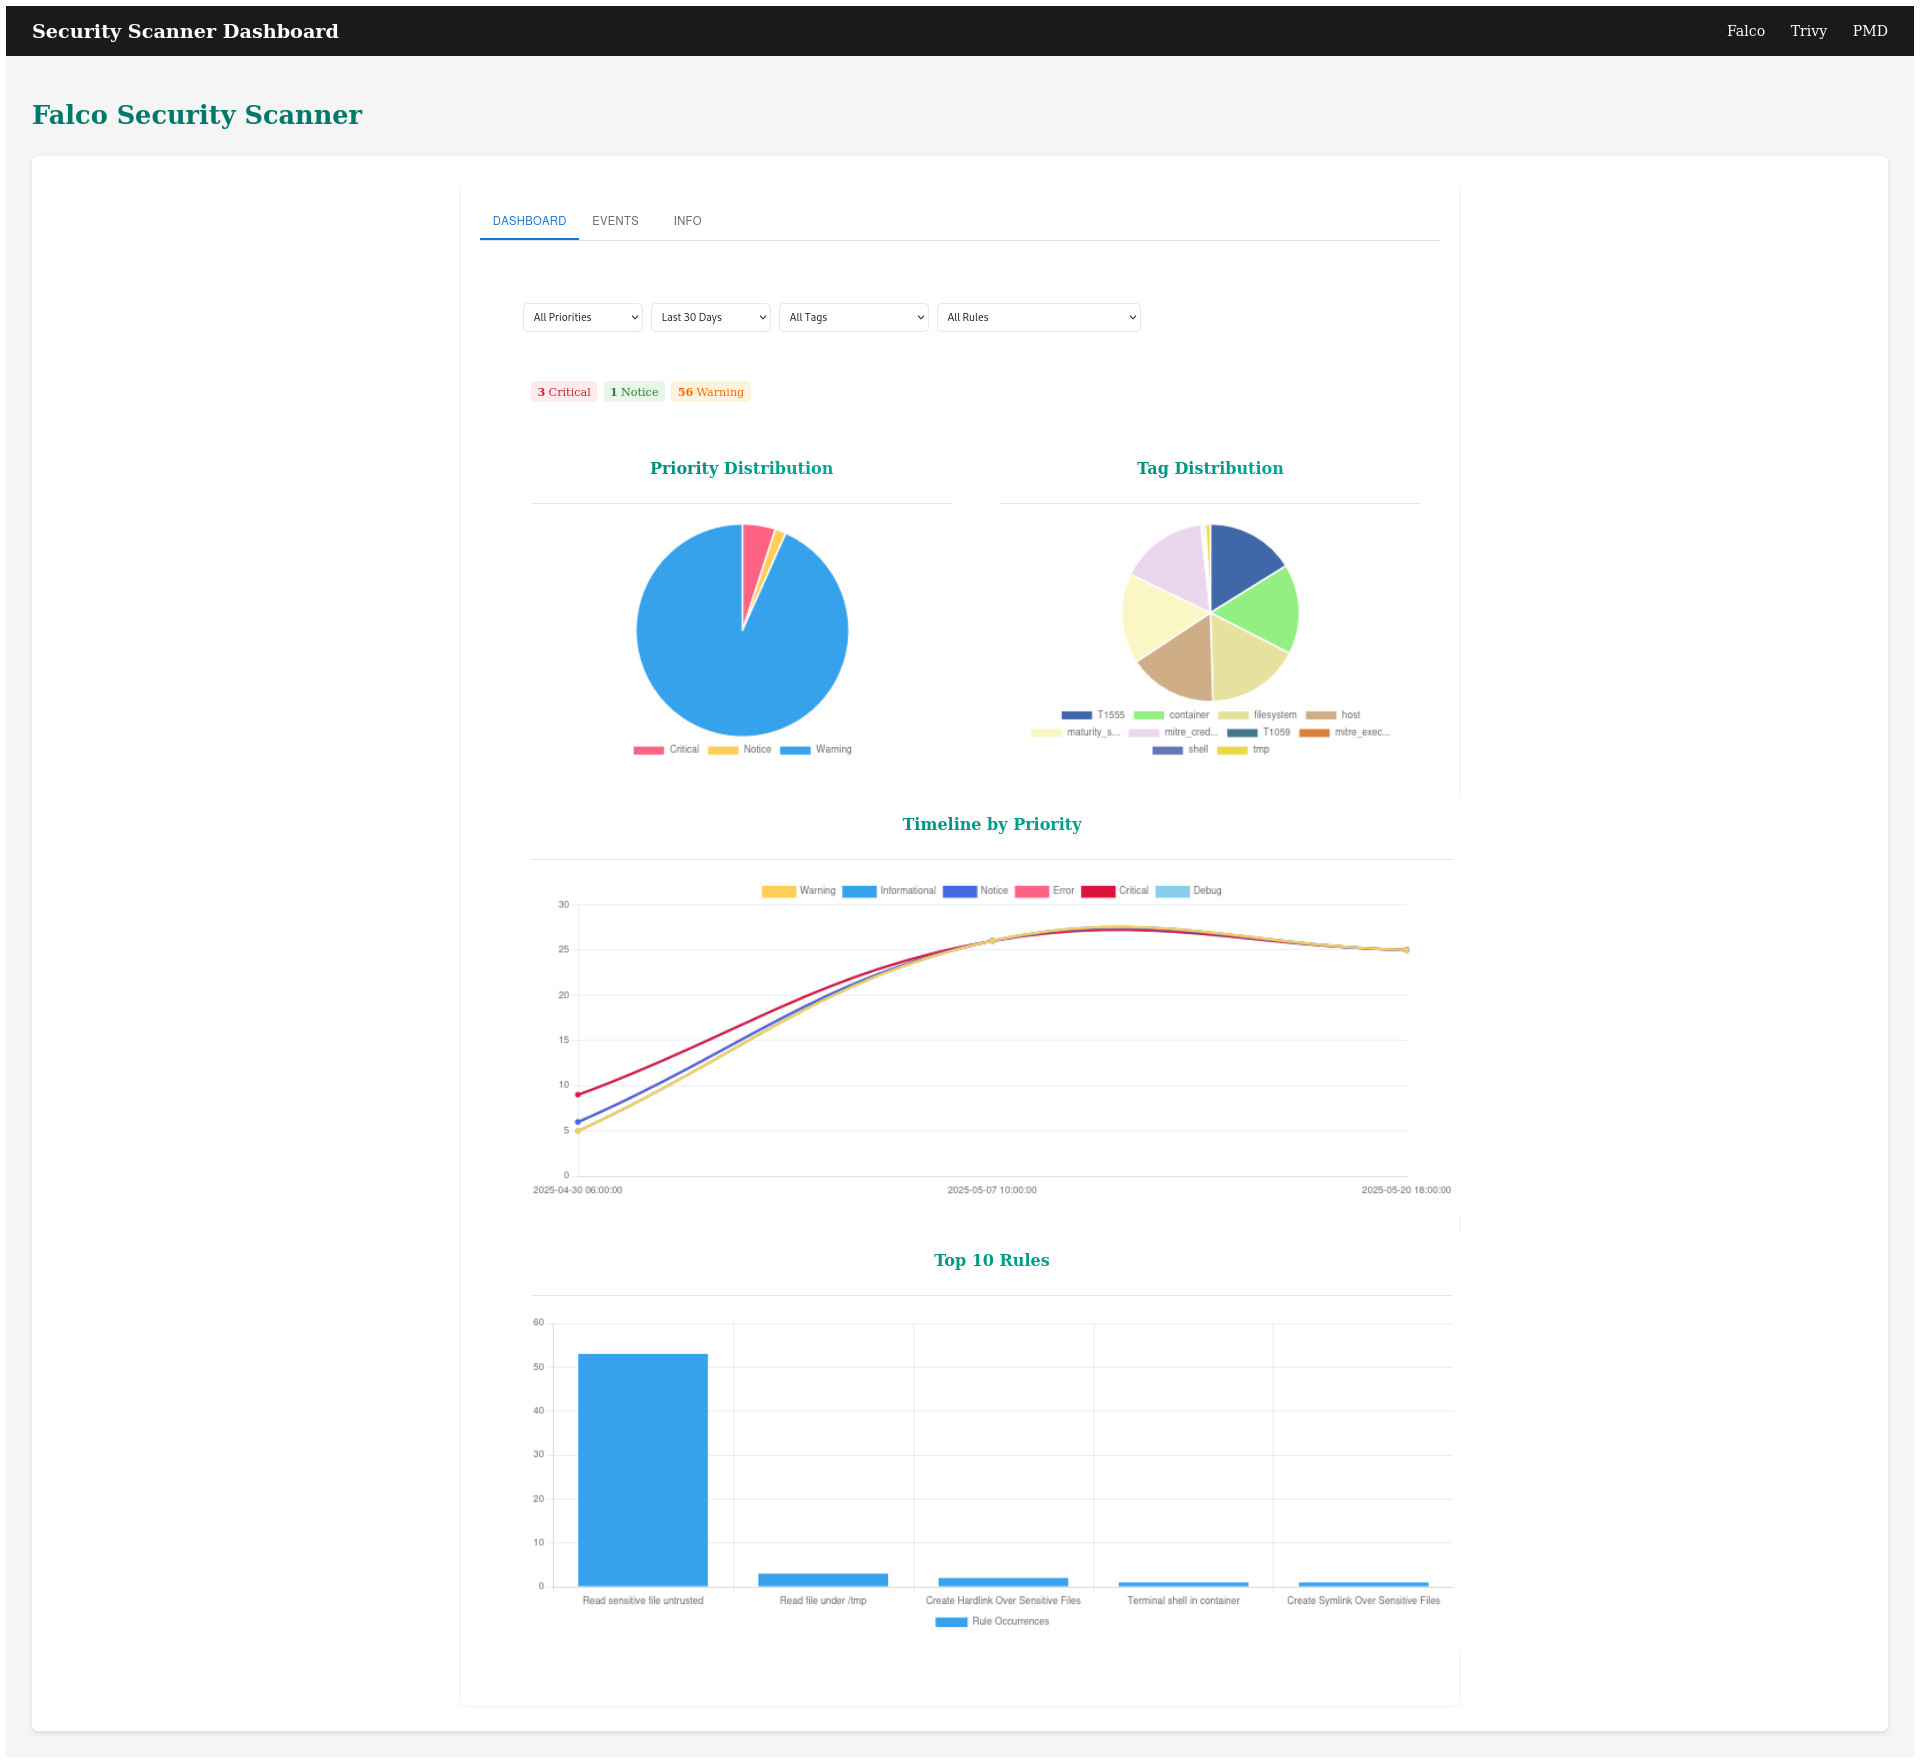 Security Scanner Dashboard Falco Trivy PMD
Falco Security Scanner
DASHBOARD EVENTS INFO
All Priorities Last 30 Days All Tags All Rules
3 Critical 1 Notice 56 Warning
Priority Distribution
Critical Notice Warning
Tag Distribution
T1555 container filesystem host
maturity_s... mitre_cred... T1059 mitre_exec...
shell tmp
Timeline by Priority
Warning Informational Notice Error Critical Debug
30
25
20
15
10
5
0
2025-04-30 06:00:00 2025-05-07 10:00:00 2025-05-20 18:00:00
Top 10 Rules
60
50
40
30
20
10
0
Read sensitive file untrusted Read file under /tmp Create Hardlink Over Sensitive Files Terminal shell in container Create Symlink Over Sensitive Files
Rule Occurrences